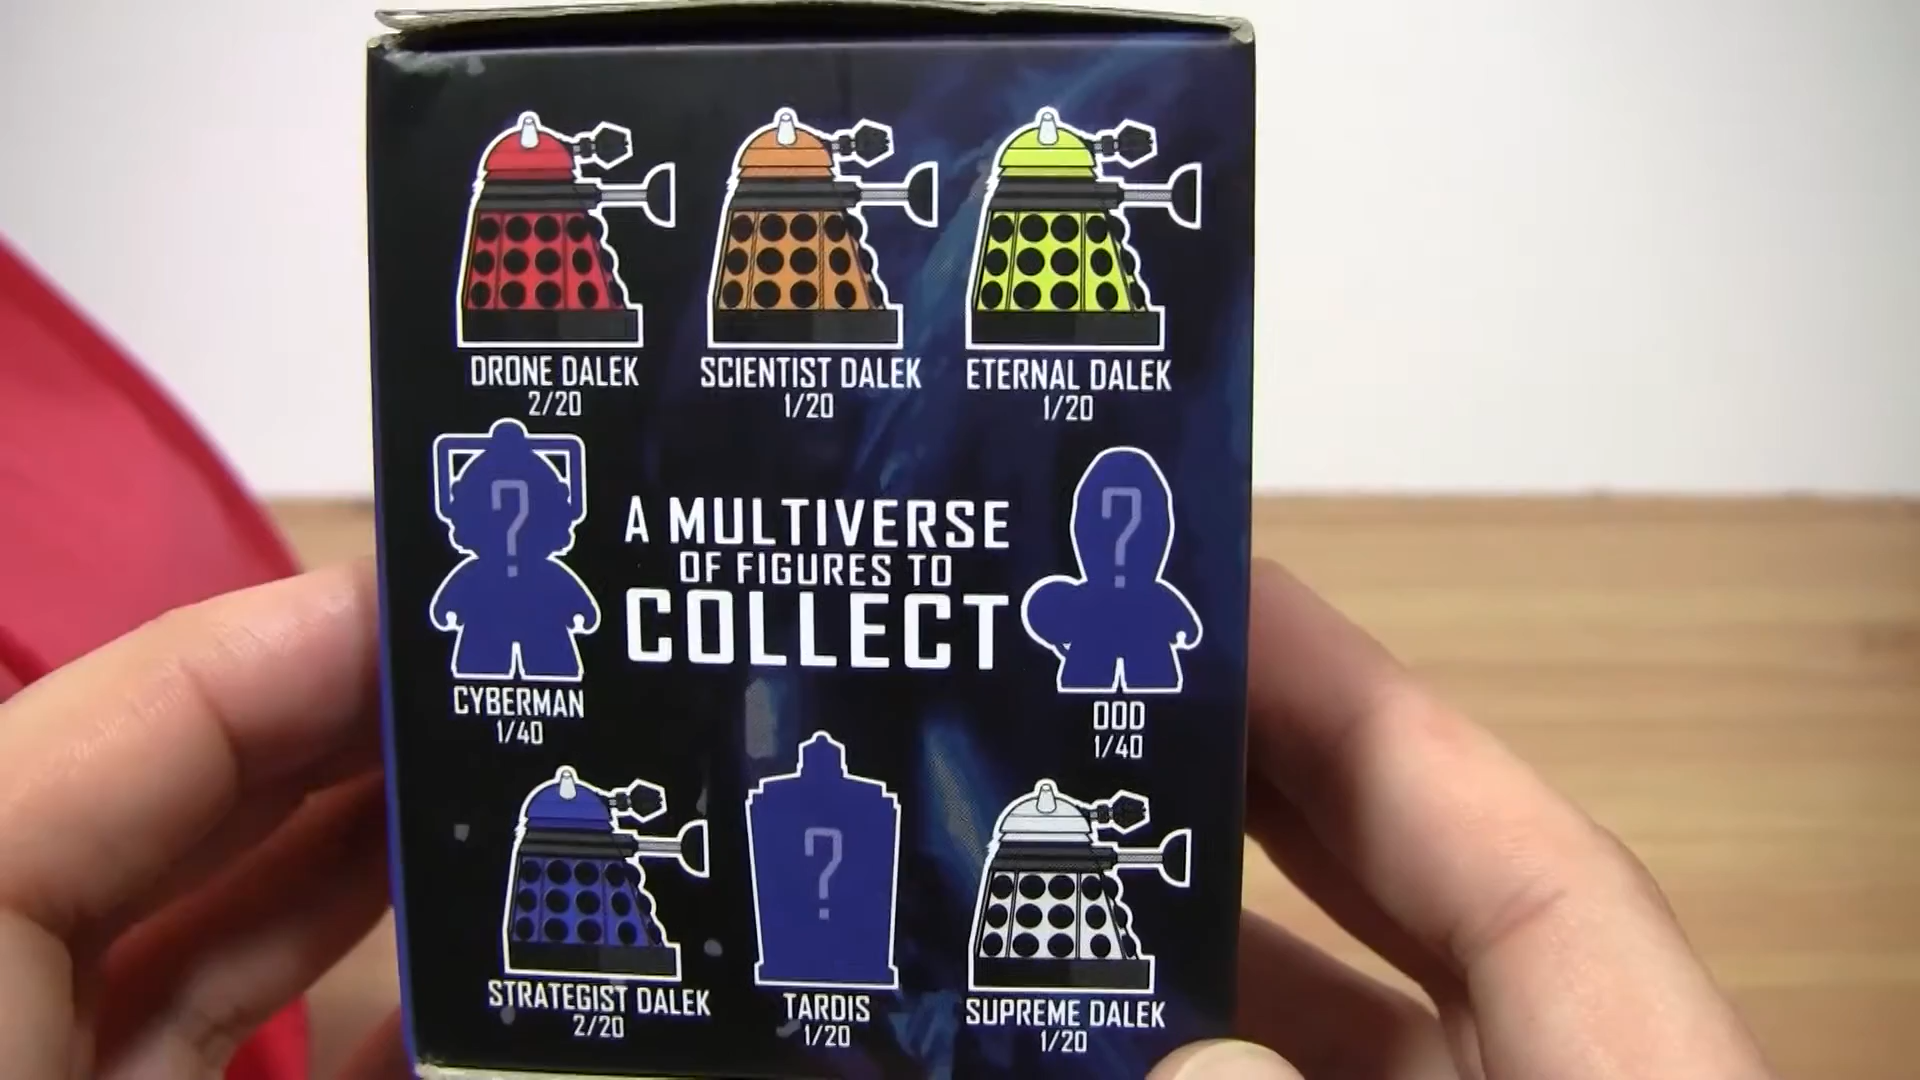 DRONE DALEK
2/20
SCIENTIST DALEK
1/20
ETERNAL DALEK
1/20
?
?
A MULTIVERSE
OF FIGURES TO
COLLECT
CYBERMAN
1/40
OOD
1/40
?
STRATEGIST DALEK
2/20
TARDIS
1/20
SUPREME DALEK
1/20